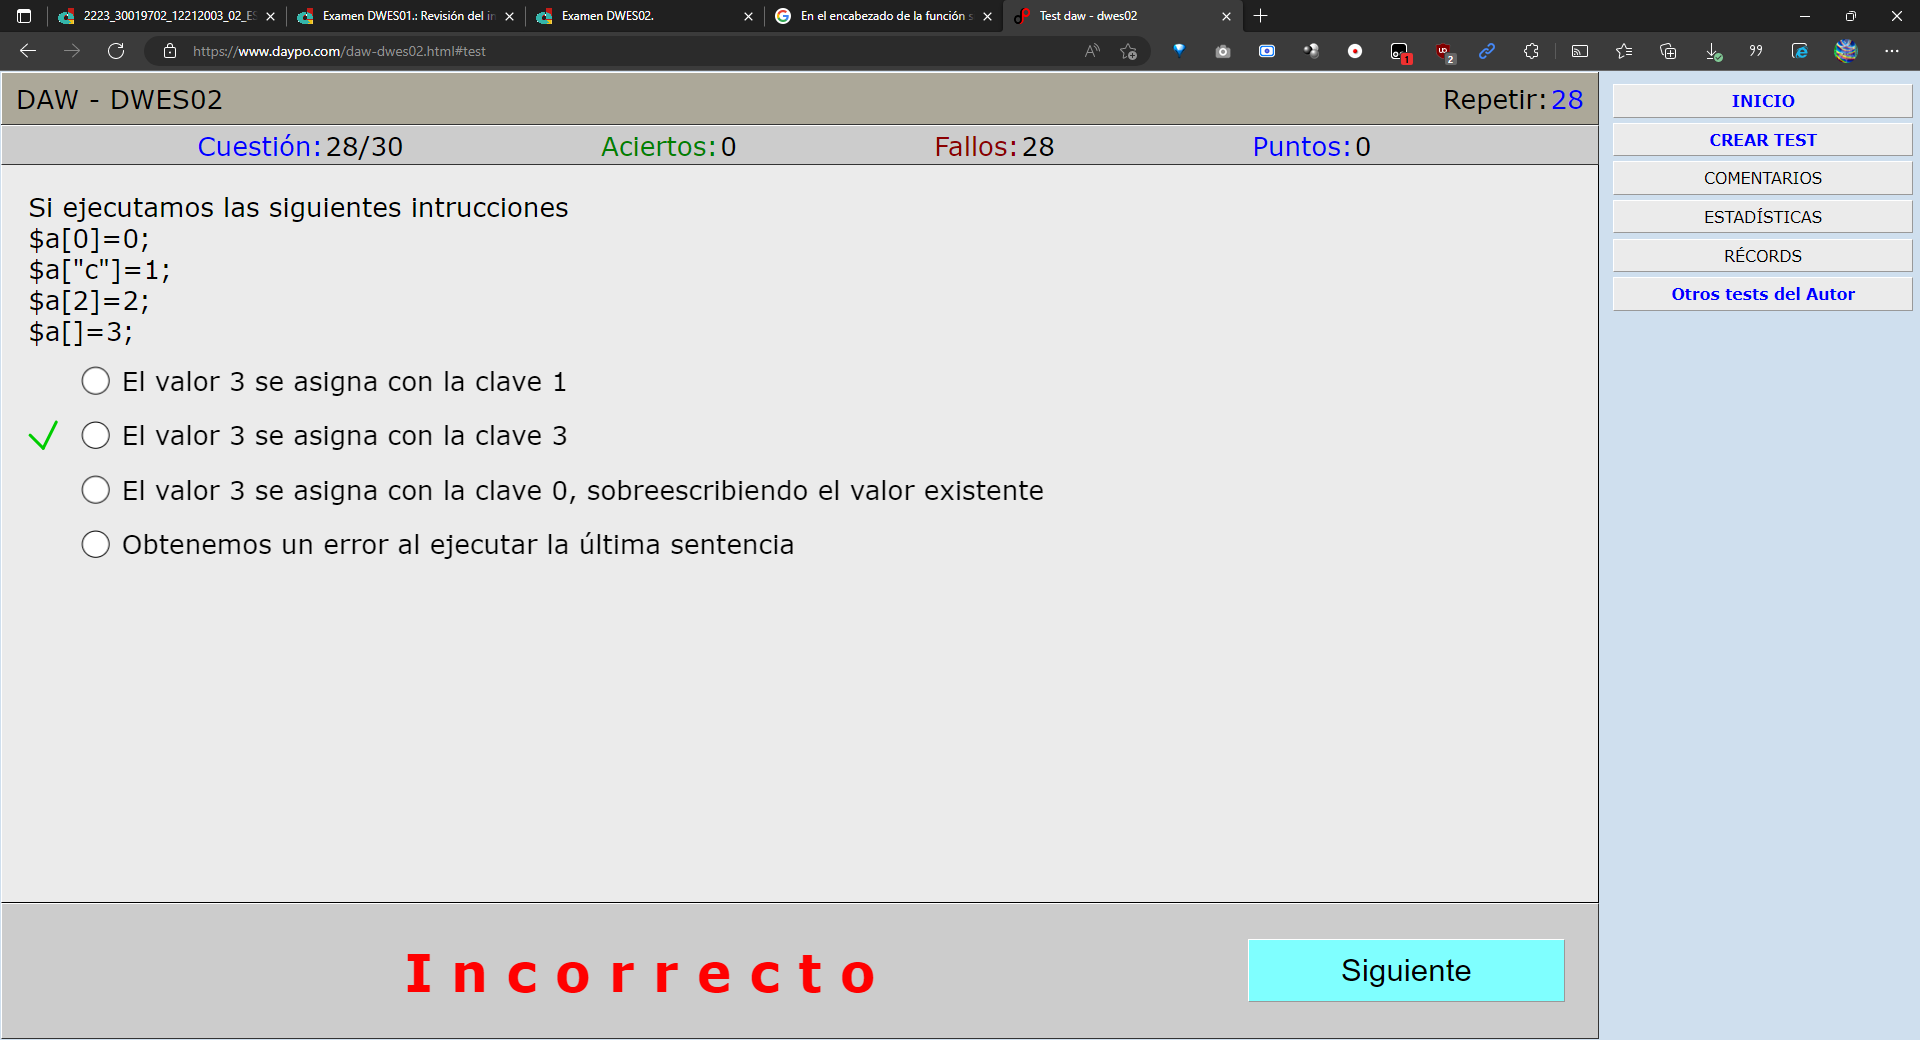 2223_30019702_12212003_02_ES
Examen DWES01.: Revisión del in
Examen DWES02.
En el encabezado de la función s
Test daw - dwes02
https://www.daypo.com/daw-dwes02.html#test
1
2
DAW - DWES02
Repetir:28
Cuestión:28/30
Aciertos:0
Fallos:28
Puntos:0
Si ejecutamos las siguientes intrucciones
$a[0]=0;
$a["c"]=1;
$a[2]=2;
$a[]=3;
El valor 3 se asigna con la clave 1
El valor 3 se asigna con la clave 3
El valor 3 se asigna con la clave 0, sobreescribiendo el valor existente
Obtenemos un error al ejecutar la última sentencia
Incorrecto
Siguiente
INICIO
CREAR TEST
COMENTARIOS
ESTADÍSTICAS
RÉCORDS
Otros tests del Autor